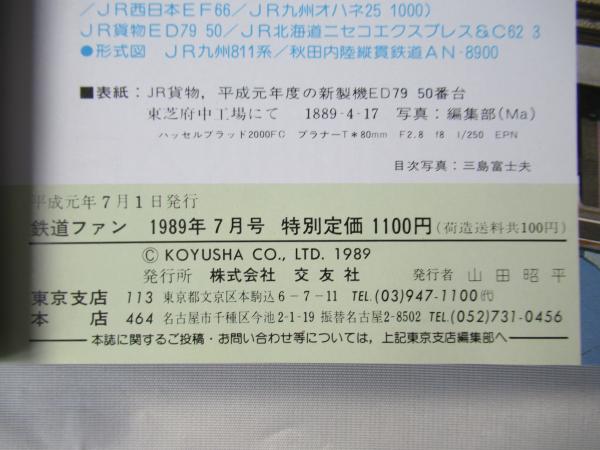 /JR西日本EF66/JR九州オハネ25 1000)
JR貨物ED79 50/JR北海道ニセコエクスプレス&C62 3
●形式図 JR九州811系/秋田内陸縦貫鉄道AN-8900
■表紙:JR貨物,平成元年度の新製機ED79 50番台
東芝府中工場にて 1889-4-17 写真:編集部(Ma)
ハッセルブラッド2000FC プラナーT*80mm F2.8 f8 1/250 EPN
目次写真:三島富士夫
平成元年7月1日発行
鉄道ファン 1989年7月号 特別定価1100円(荷造送料共100円)
© KOYUSHA CO., LTD. 1989
発行所 株式会社 交友社 発行者 山田昭平
東京支店 113 東京都文京区本駒込6-7-11 TEL.(03)947-1100㈹
本店 464 名古屋市千種区今池2-1-19 振替名古屋2-8502 TEL.(052)731-0456
本誌に関するご投稿・お問い合わせ等については,上記東京支店編集部へ